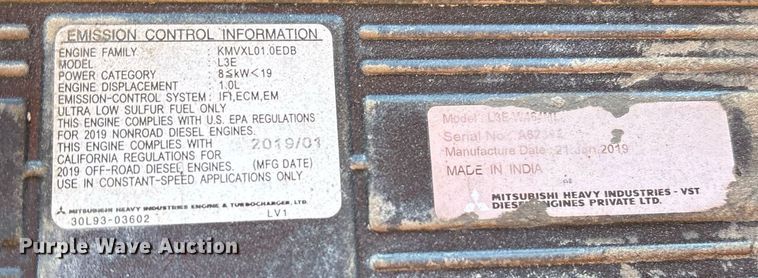 EMISSION CONTROL INFORMATION
ENGINE FAMILY : KMVXL01.0EDB
MODEL : L3E
POWER CATEGORY : 8≤kW<19
ENGINE DISPLACEMENT : 1.0L
EMISSION-CONTROL SYSTEM : IFI,ECM,EM
ULTRA LOW SULFUR FUEL ONLY
THIS ENGINE COMPLIES WITH U.S. EPA REGULATIONS
FOR 2019 NONROAD DIESEL ENGINES.
THIS ENGINE COMPLIES WITH 2019/01
CALIFORNIA REGULATIONS FOR
2019 OFF-ROAD DIESEL ENGINES. (MFG DATE)
USE IN CONSTANT-SPEED APPLICATIONS ONLY
MITSUBISHI HEAVY INDUSTRIES ENGINE & TURBOCHARGER, LTD.
30L93-03602 LV1
Model : L3E
Serial No.:
Manufacture Date : 21 Jan 2019
MADE IN INDIA
MITSUBISHI HEAVY INDUSTRIES - VST
DIESEL ENGINES PRIVATE LTD.
Purple Wave Auction